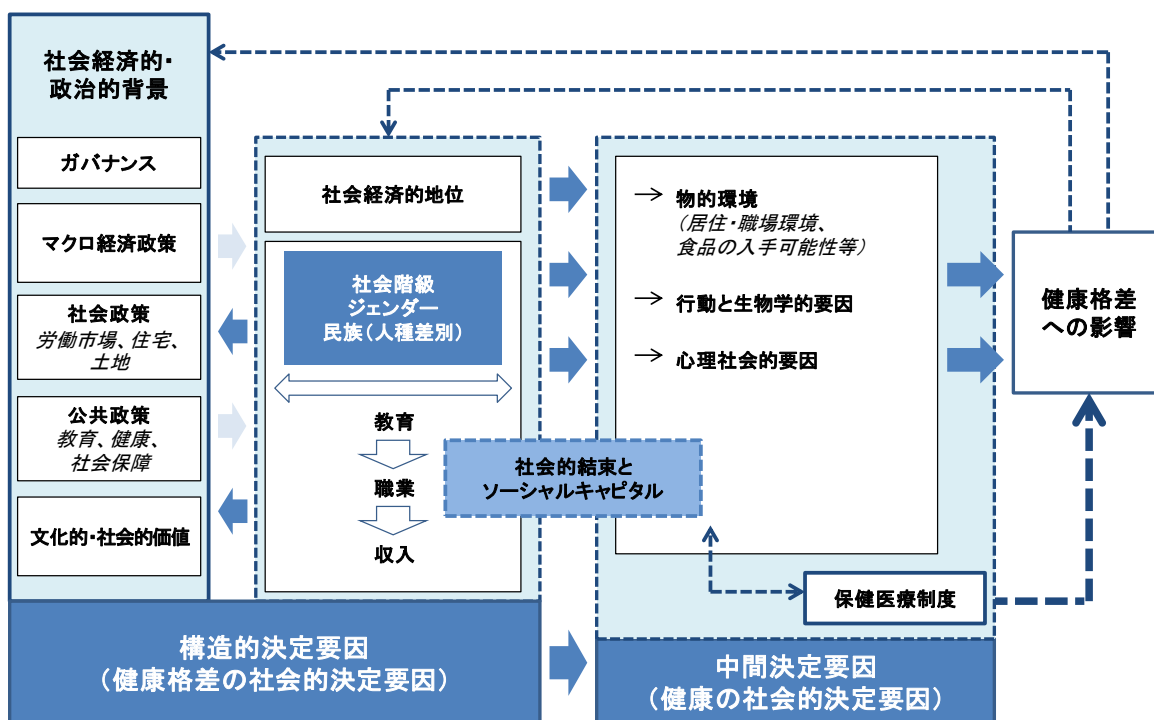 社会経済的・
政治的背景
ガバナンス
マクロ経済政策
社会政策
労働市場、住宅、
土地
公共政策
教育、健康、
社会保障
文化的・社会的価値
社会経済的地位
社会階級
ジェンダー
民族（人種差別）
教育
職業
収入
社会的結束と
ソーシャルキャピタル
物的環境
（居住・職場環境、
食品の入手可能性等）
行動と生物学的要因
心理社会的要因
保健医療制度
健康格差
への影響
構造的決定要因
（健康格差の社会的決定要因）
中間決定要因
（健康の社会的決定要因）